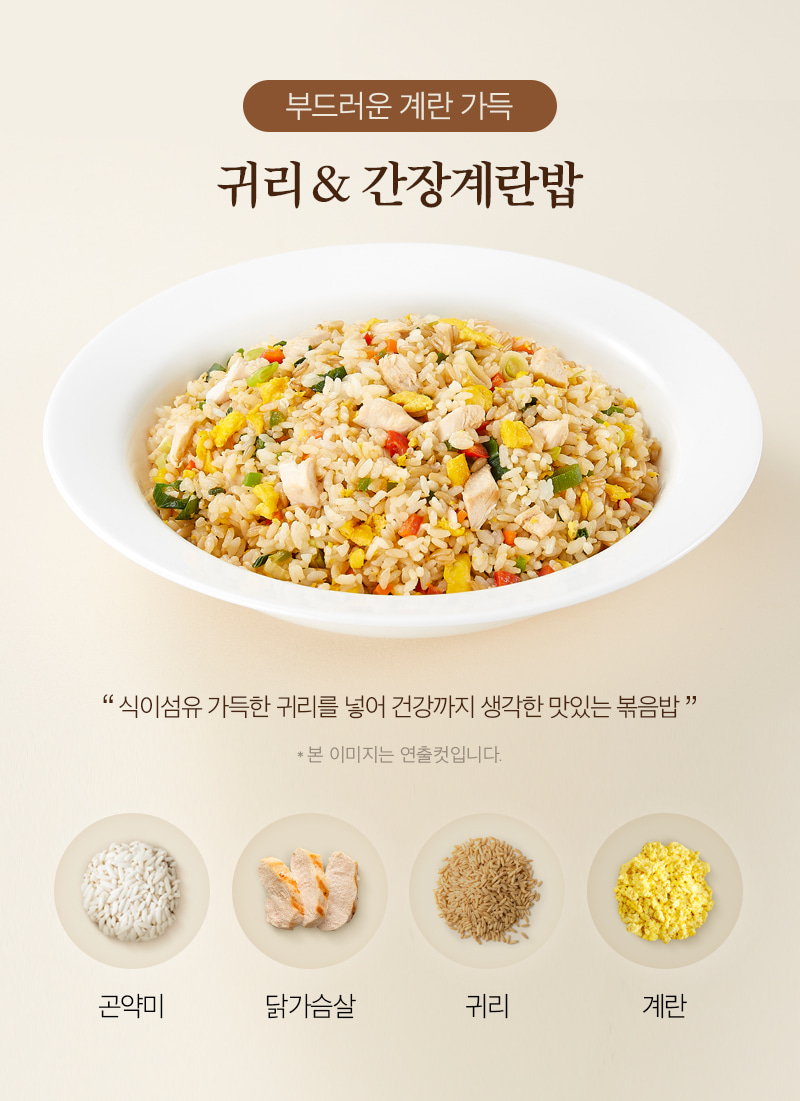 부드러운 계란 가득
귀리 & 간장계란밥
“ 식이섬유 가득한 귀리를 넣어 건강까지 생각한 맛있는 볶음밥 ”
* 본 이미지는 연출컷입니다.
곤약미 닭가슴살 귀리 계란